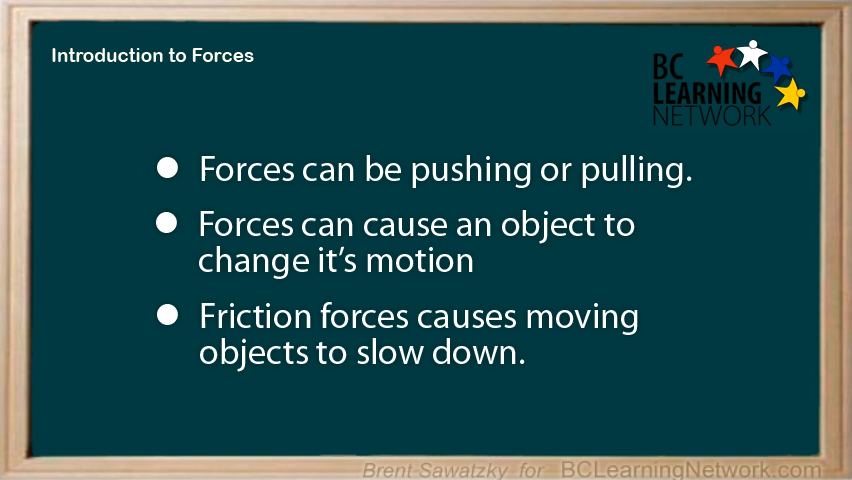 Introduction to Forces
BC
LEARNING
NETWORK
Forces can be pushing or pulling.
Forces can cause an object to
change it’s motion
Friction forces causes moving
objects to slow down.
Brent Sawatzky for BCLearningNetwork.com